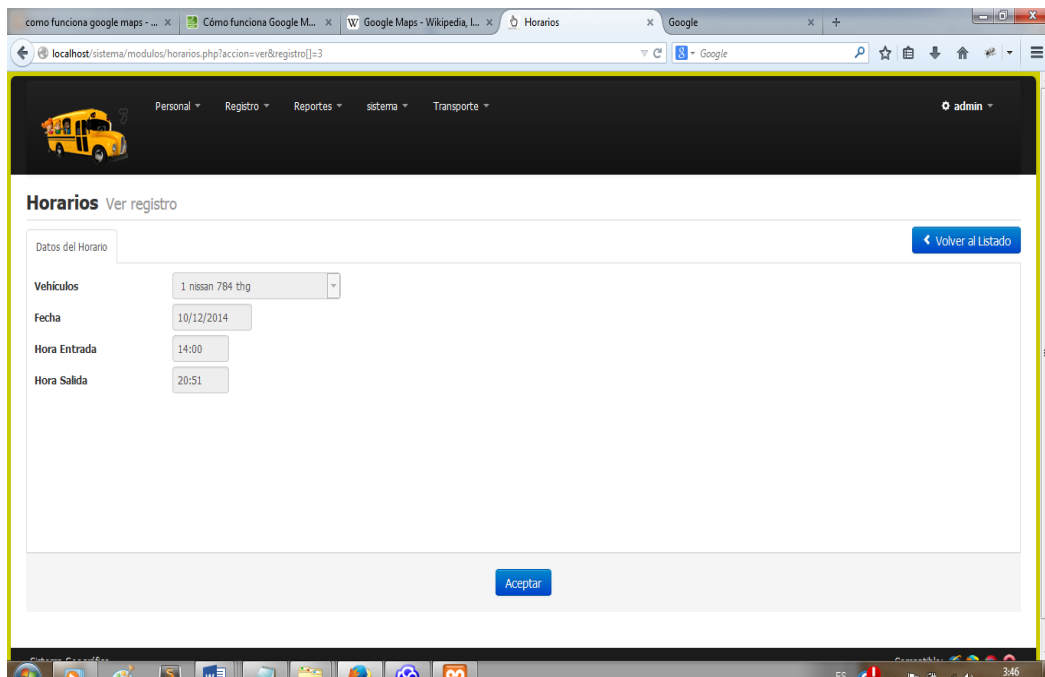 como funciona google maps - ...
Cómo funciona Google M...
Google Maps - Wikipedia, l...
Horarios
Google
localhost/sistema/modulos/horarios.php?accion=ver&registro[]=3
Google
Personal
Registro
Reportes
sistema
Transporte
admin
Horarios Ver registro
Datos del Horario
Volver al Listado
Vehículos
1 nissan 784 thg
Fecha
10/12/2014
Hora Entrada
14:00
Hora Salida
20:51
Aceptar
ES
3:46